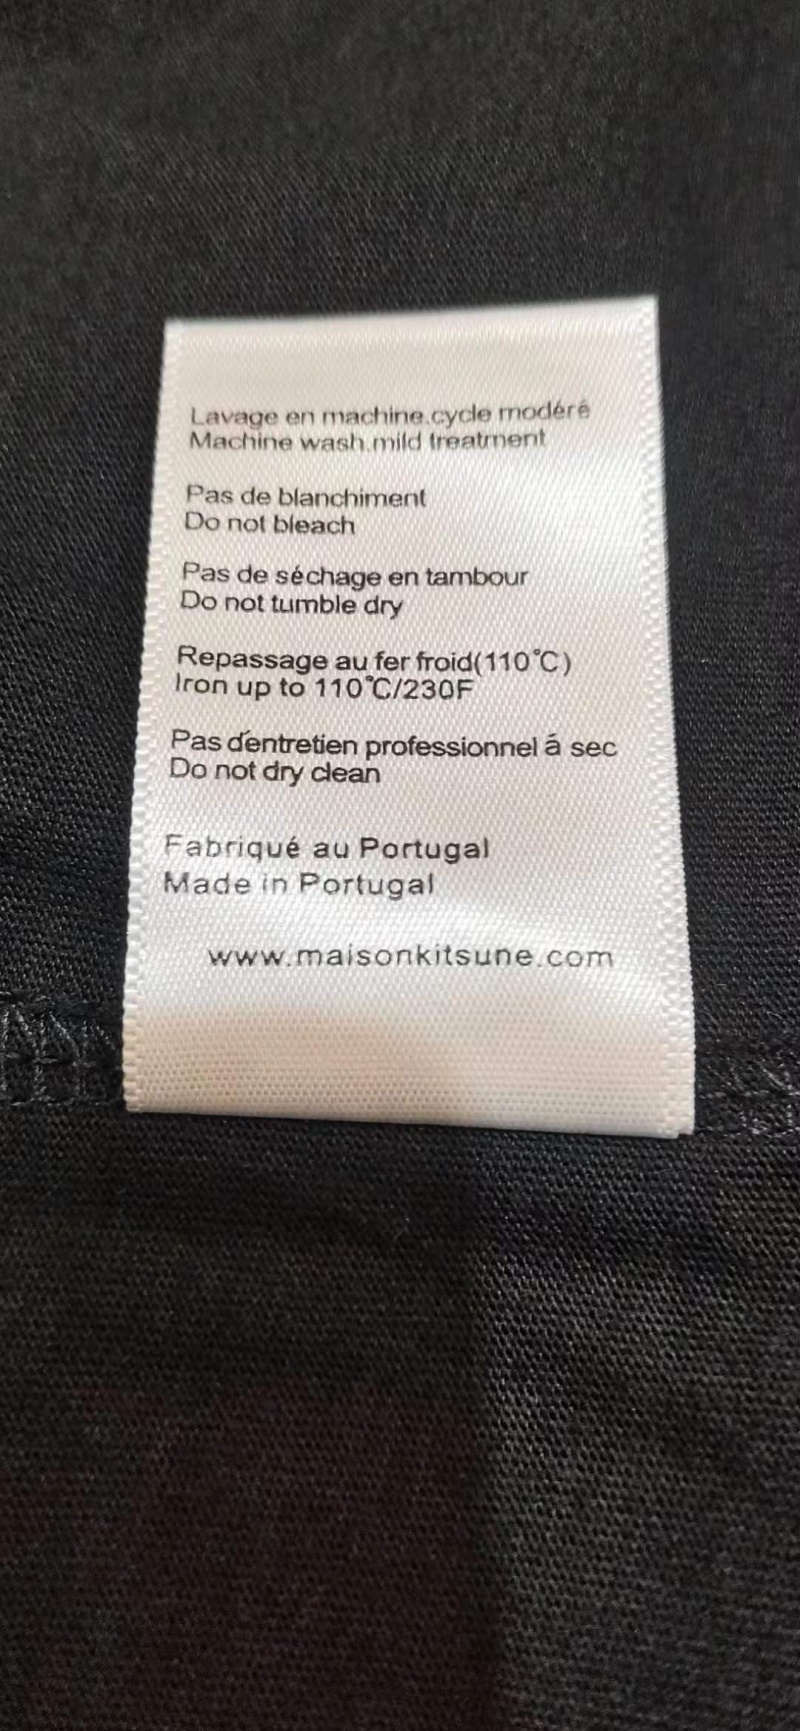 Lavage en machine.cycle modéré
Machine wash.mild treatment
Pas de blanchiment
Do not bleach
Pas de séchage en tambour
Do not tumble dry
Repassage au fer froid(110℃)
Iron up to 110℃/230F
Pas d'entretien professionnel á sec
Do not dry clean
Fabriqué au Portugal
Made in Portugal
www.maisonkitsune.com